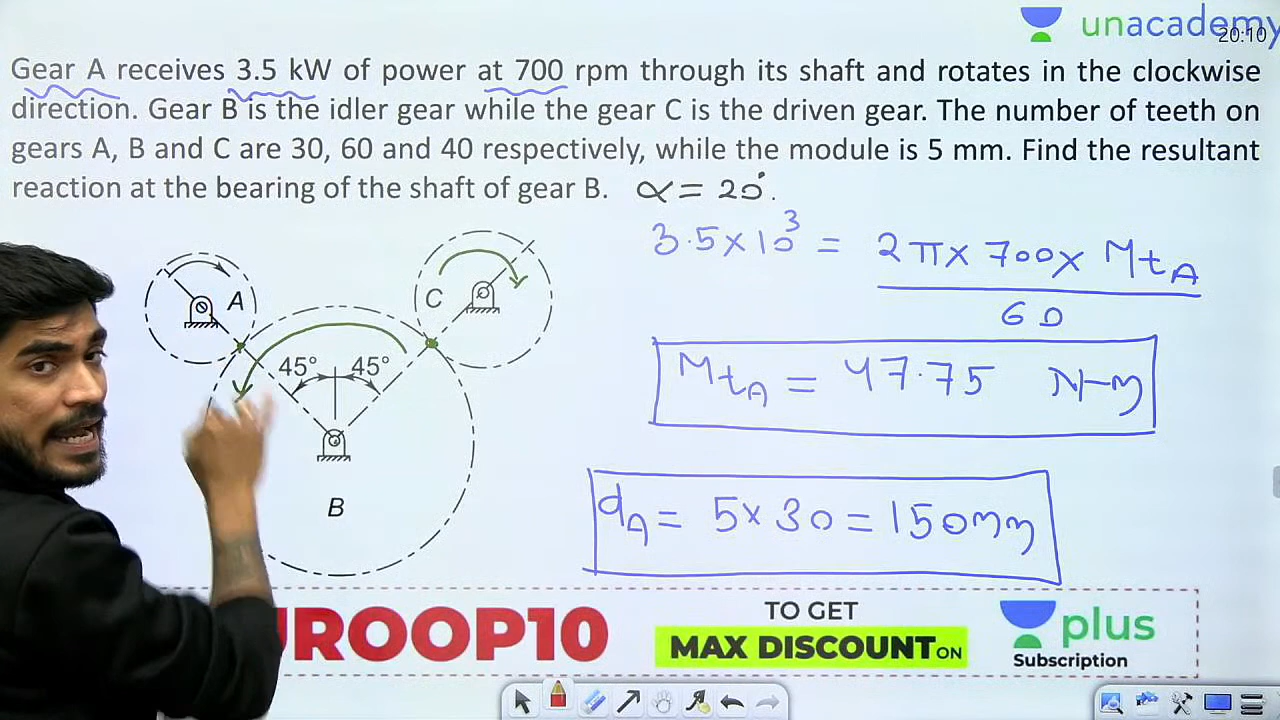 unacademy
20:10
Gear A receives 3.5 kW of power at 700 rpm through its shaft and rotates in the clockwise
direction. Gear B is the idler gear while the gear C is the driven gear. The number of teeth on
gears A, B and C are 30, 60 and 40 respectively, while the module is 5 mm. Find the resultant
reaction at the bearing of the shaft of gear B. α = 20°.
3.5×10³ = 2π × 700 × MtA
60
A
C
45° 45°
B
MtA = 47.75 N-m
dA = 5×30 = 150mm
ROOP10
TO GET
MAX DISCOUNT ON
plus
Subscription